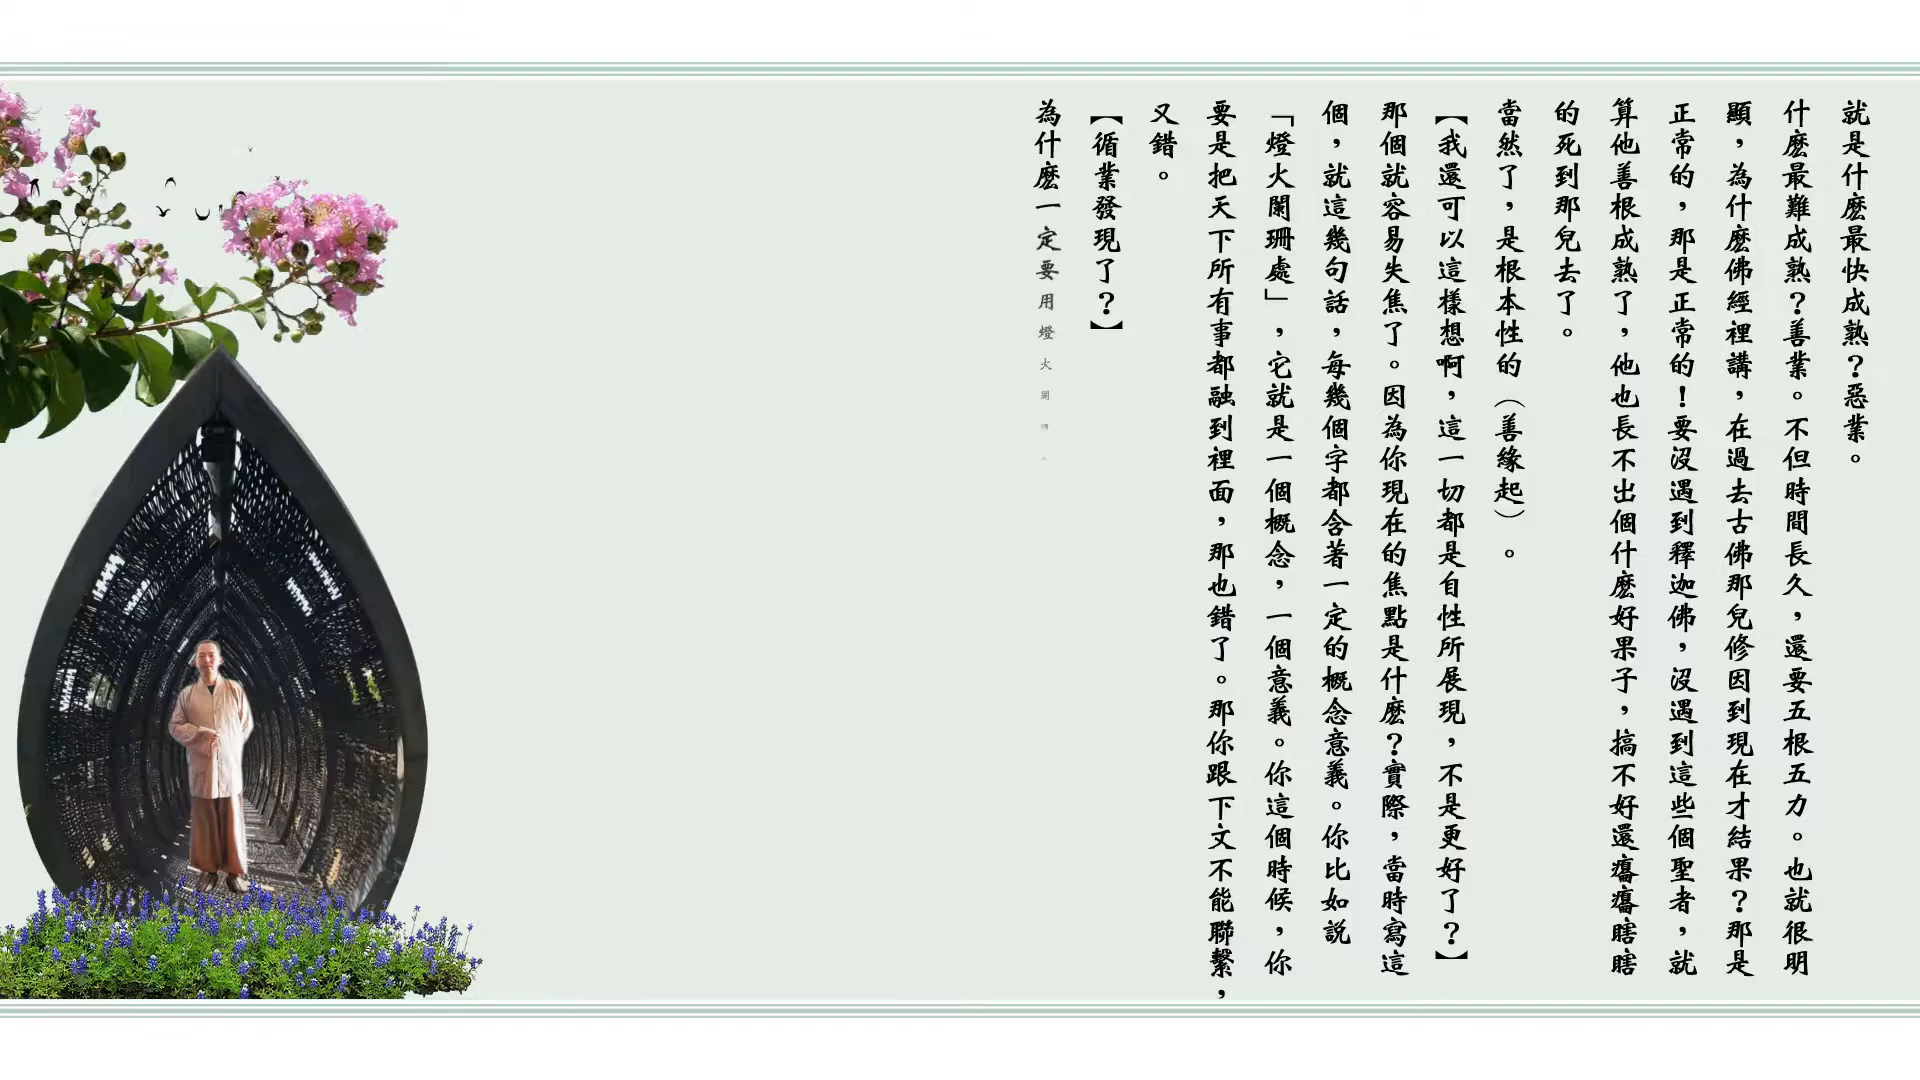 就是什麼最快成熟？惡業。
什麼最難成熟？善業。不但時間長久，還要五根五力。也就很明
顯，為什麼佛經裡講，在過去古佛那兒修因到現在才結果？那是
正常的，那是正常的！要沒遇到釋迦佛，沒遇到這些個聖者，就
算他善根成熟了，他也長不出個什麼好果子，搞不好還癟癟瞎瞎
的死到那兒去了。
當然了，是根本性的（善緣起）。
【我還可以這樣想啊，這一切都是自性所展現，不是更好了？】
那個就容易失焦了。因為你現在的焦點是什麼？實際，當時寫這
個，就這幾句話，每幾個字都含著一定的概念意義。你比如說
「燈火闌珊處」，它就是一個概念，一個意義。你這個時候，你
要是把天下所有事都融到裡面，那也錯了。那你跟下文不能聯繫，
又錯。
【循業發現了？】
為什麼一定要用燈火闌珊